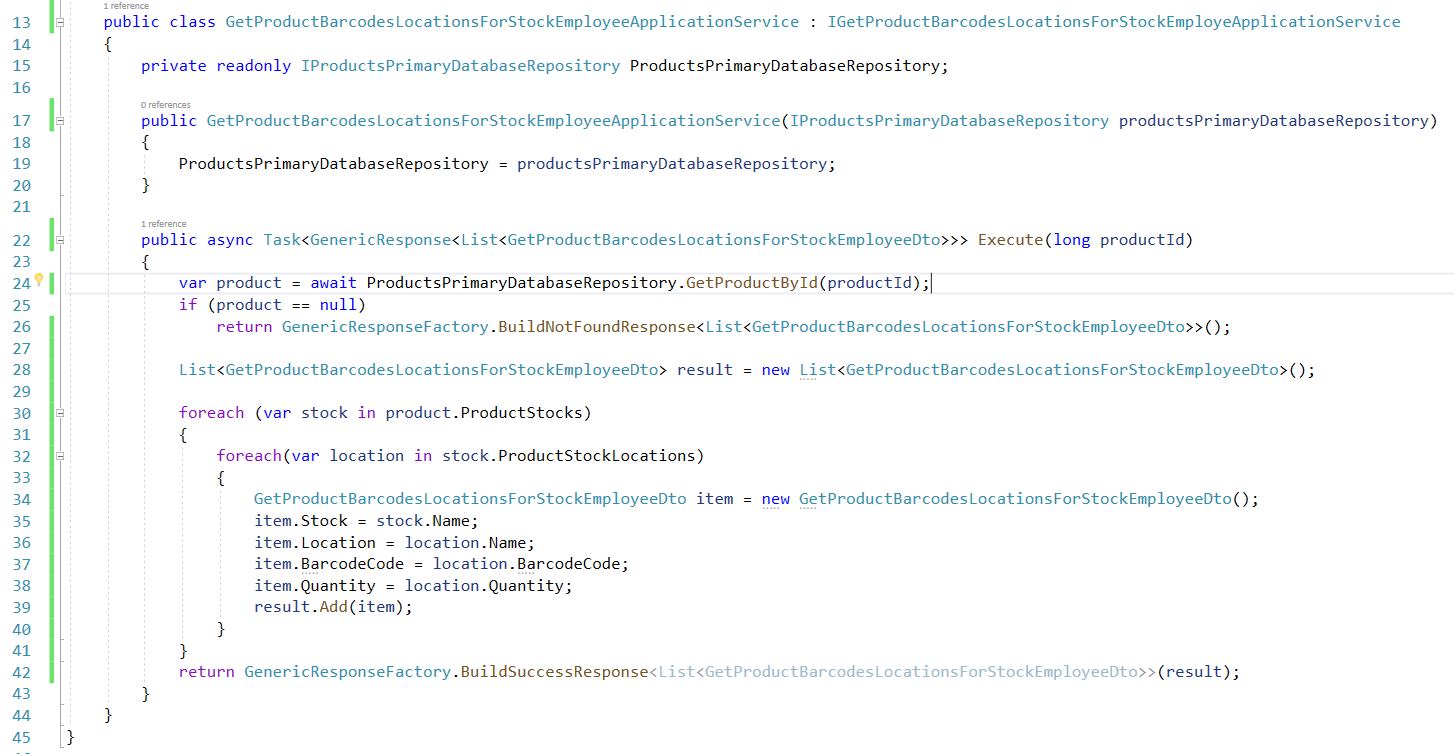 1 reference
13 public class GetProductBarcodesLocationsForStockEmployeeApplicationService : IGetProductBarcodesLocationsForStockEmployeApplicationService
14 {
15 private readonly IProductsPrimaryDatabaseRepository ProductsPrimaryDatabaseRepository;
16
0 references
17 public GetProductBarcodesLocationsForStockEmployeeApplicationService(IProductsPrimaryDatabaseRepository productsPrimaryDatabaseRepository)
18 {
19 ProductsPrimaryDatabaseRepository = productsPrimaryDatabaseRepository;
20 }
21
1 reference
22 public async Task<GenericResponse<List<GetProductBarcodesLocationsForStockEmployeeDto>>> Execute(long productId)
23 {
24 var product = await ProductsPrimaryDatabaseRepository.GetProductById(productId);
25 if (product == null)
26 return GenericResponseFactory.BuildNotFoundResponse<List<GetProductBarcodesLocationsForStockEmployeeDto>>();
27
28 List<GetProductBarcodesLocationsForStockEmployeeDto> result = new List<GetProductBarcodesLocationsForStockEmployeeDto>();
29
30 foreach (var stock in product.ProductStocks)
31 {
32 foreach(var location in stock.ProductStockLocations)
33 {
34 GetProductBarcodesLocationsForStockEmployeeDto item = new GetProductBarcodesLocationsForStockEmployeeDto();
35 item.Stock = stock.Name;
36 item.Location = location.Name;
37 item.BarcodeCode = location.BarcodeCode;
38 item.Quantity = location.Quantity;
39 result.Add(item);
40 }
41 }
42 return GenericResponseFactory.BuildSuccessResponse<List<GetProductBarcodesLocationsForStockEmployeeDto>>(result);
43 }
44 }
45 }